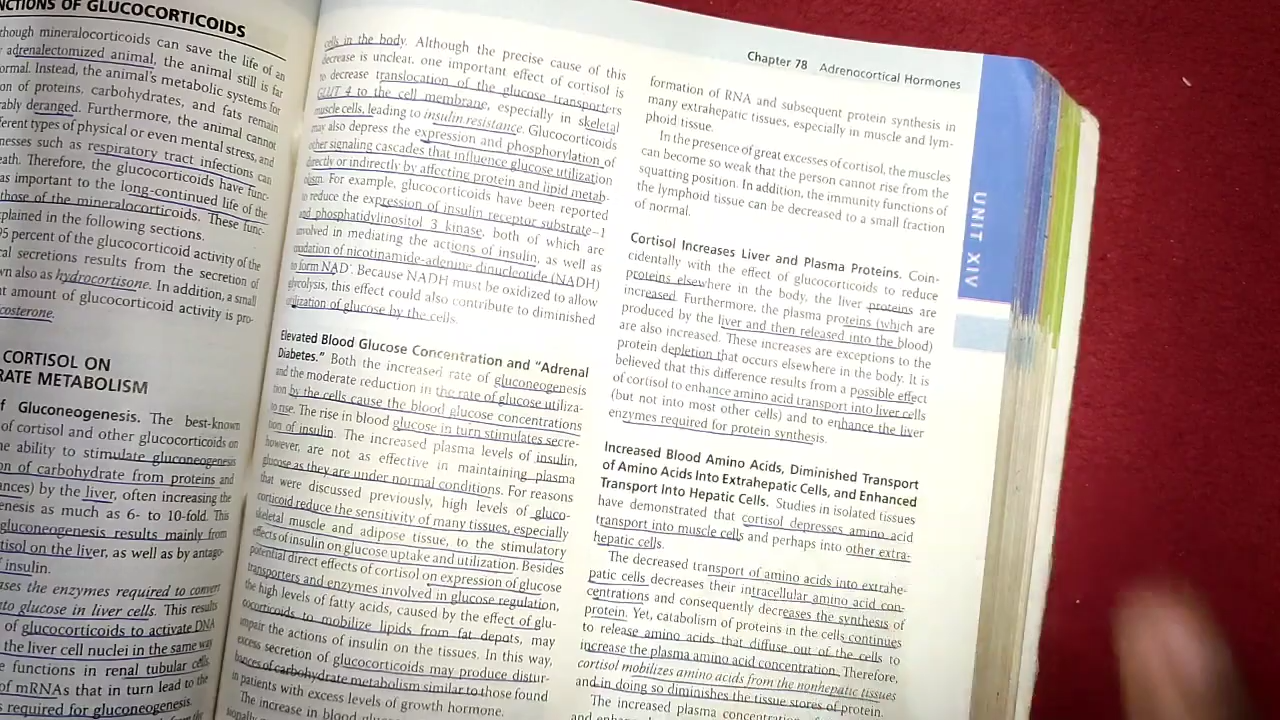 NCTIONS OF GLUCOCORTICOIDS
though mineralocorticoids can save the life of an
adrenalectomized animal, the animal still is far
ormal. Instead, the animal's metabolic systems for
on of proteins, carbohydrates, and fats remain
rably deranged. Furthermore, the animal cannot
ferent types of physical or even mental stress, and
nesses such as respiratory tract infections can
eath. Therefore, the glucocorticoids have func-
as important to the long-continued life of the
those of the mineralocorticoids. These func-
xplained in the following sections.
95 percent of the glucocorticoid activity of the
cal secretions results from the secretion of
wn also as hydrocortisone. In addition, a small
nt amount of glucocorticoid activity is pro-
costerone.
CORTISOL ON
RATE METABOLISM
f Gluconeogenesis. The best-known
of cortisol and other glucocorticoids on
he ability to stimulate gluconeogenesis
on of carbohydrate from proteins and
ances) by the liver, often increasing the
enesis as much as 6- to 10-fold. This
gluconeogenesis results mainly from
tisol on the liver, as well as by antago-
f insulin.
ases the enzymes required to convert
to glucose in liver cells. This results
of glucocorticoids to activate DNA
the liver cell nuclei in the same way
e functions in renal tubular cells,
of mRNAs that in turn lead to the
s required for gluconeogenesis.
cells in the body. Although the precise cause of this
decrease is unclear, one important effect of cortisol is
to decrease translocation of the glucose transporters
GLUT 4 to the cell membrane, especially in skeletal
muscle cells, leading to insulin resistance. Glucocorticoids
may also depress the expression and phosphorylation of
other signaling cascades that influence glucose utilization
directly or indirectly by affecting protein and lipid metab-
olism. For example, glucocorticoids have been reported
to reduce the expression of insulin receptor substrate–1
and phosphatidylinositol 3 kinase, both of which are
involved in mediating the actions of insulin, as well as
oxidation of nicotinamide-adenine dinucleotide (NADH)
to form NAD+. Because NADH must be oxidized to allow
glycolysis, this effect could also contribute to diminished
utilization of glucose by the cells.
Elevated Blood Glucose Concentration and “Adrenal
Diabetes.” Both the increased rate of gluconeogenesis
and the moderate reduction in the rate of glucose utiliza-
tion by the cells cause the blood glucose concentrations
to rise. The rise in blood glucose in turn stimulates secre-
tion of insulin. The increased plasma levels of insulin,
however, are not as effective in maintaining plasma
glucose as they are under normal conditions. For reasons
that were discussed previously, high levels of gluco-
corticoid reduce the sensitivity of many tissues, especially
skeletal muscle and adipose tissue, to the stimulatory
effects of insulin on glucose uptake and utilization. Besides
potential direct effects of cortisol on expression of glucose
transporters and enzymes involved in glucose regulation,
the high levels of fatty acids, caused by the effect of glu-
cocorticoids to mobilize lipids from fat depots, may
impair the actions of insulin on the tissues. In this way,
excess secretion of glucocorticoids may produce distur-
bances of carbohydrate metabolism similar to those found
in patients with excess levels of growth hormone.
The increase in blood
Chapter 78 Adrenocortical Hormones
formation of RNA and subsequent protein synthesis in
many extrahepatic tissues, especially in muscle and lym-
phoid tissue.
In the presence of great excesses of cortisol, the muscles
can become so weak that the person cannot rise from the
squatting position. In addition, the immunity functions of
the lymphoid tissue can be decreased to a small fraction
of normal.
Cortisol Increases Liver and Plasma Proteins. Coin-
cidentally with the effect of glucocorticoids to reduce
proteins elsewhere in the body, the liver proteins are
increased. Furthermore, the plasma proteins (which are
produced by the liver and then released into the blood)
are also increased. These increases are exceptions to the
protein depletion that occurs elsewhere in the body. It is
believed that this difference results from a possible effect
of cortisol to enhance amino acid transport into liver cells
(but not into most other cells) and to enhance the liver
enzymes required for protein synthesis.
Increased Blood Amino Acids, Diminished Transport
of Amino Acids Into Extrahepatic Cells, and Enhanced
Transport Into Hepatic Cells. Studies in isolated tissues
have demonstrated that cortisol depresses amino acid
transport into muscle cells and perhaps into other extra-
hepatic cells.
The decreased transport of amino acids into extrahe-
patic cells decreases their intracellular amino acid con-
centrations and consequently decreases the synthesis of
protein. Yet, catabolism of proteins in the cells continues
to release amino acids that diffuse out of the cells to
increase the plasma amino acid concentration. Therefore,
cortisol mobilizes amino acids from the nonhepatic tissues
and in doing so diminishes the tissue stores of protein.
The increased plasma
UNIT XIV